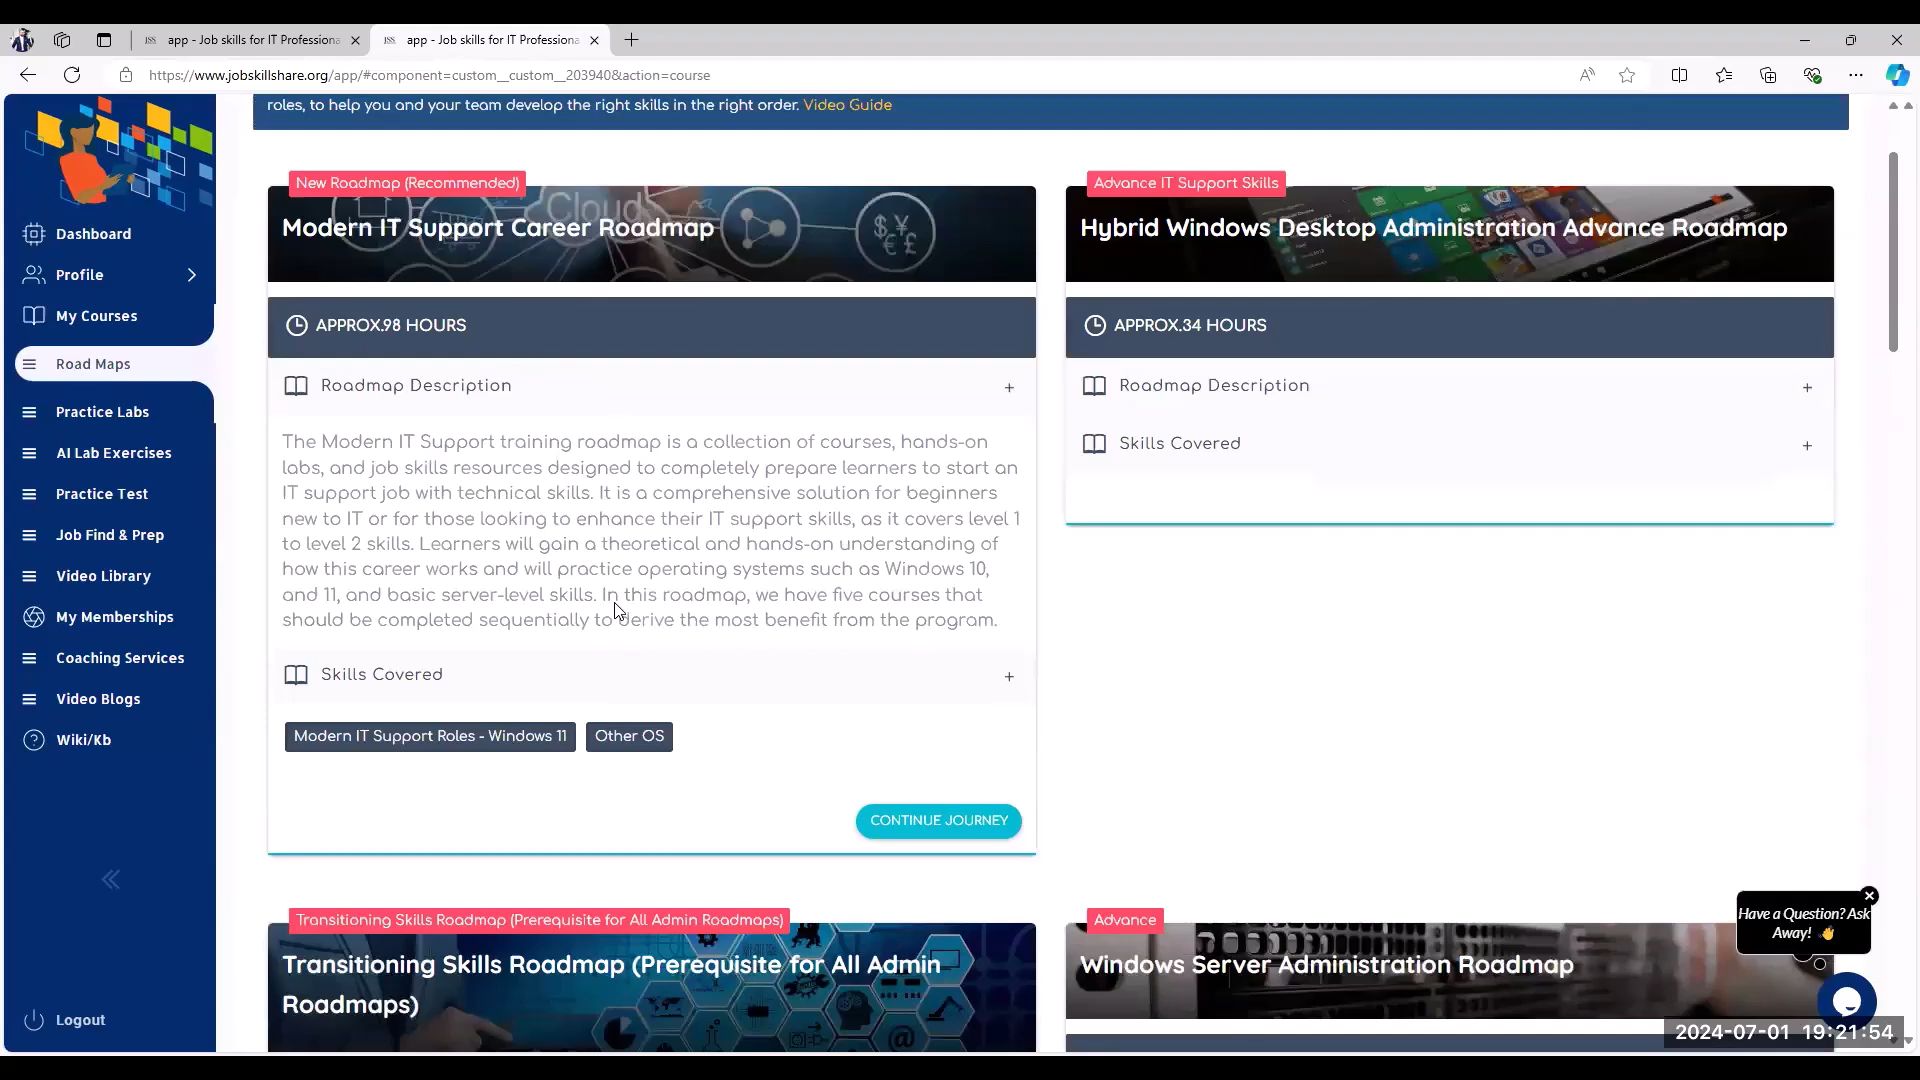 app - Job skills for IT Professiona
app - Job skills for IT Professiona
https://www.jobskillshare.org/app/#component=custom__custom__203940&action=course
roles, to help you and your team develop the right skills in the right order. Video Guide
Dashboard
Profile
My Courses
Road Maps
Practice Labs
AI Lab Exercises
Practice Test
Job Find & Prep
Video Library
My Memberships
Coaching Services
Video Blogs
Wiki/Kb
Logout
New Roadmap (Recommended)
Cloud
Modern IT Support Career Roadmap
APPROX.98 HOURS
Roadmap Description +
The Modern IT Support training roadmap is a collection of courses, hands-on
labs, and job skills resources designed to completely prepare learners to start an
IT support job with technical skills. It is a comprehensive solution for beginners
new to IT or for those looking to enhance their IT support skills, as it covers level 1
to level 2 skills. Learners will gain a theoretical and hands-on understanding of
how this career works and will practice operating systems such as Windows 10,
and 11, and basic server-level skills. In this roadmap, we have five courses that
should be completed sequentially to derive the most benefit from the program.
Skills Covered +
Modern IT Support Roles - Windows 11 Other OS
CONTINUE JOURNEY
Advance IT Support Skills
Hybrid Windows Desktop Administration Advance Roadmap
APPROX.34 HOURS
Roadmap Description +
Skills Covered +
Transitioning Skills Roadmap (Prerequisite for All Admin Roadmaps)
Transitioning Skills Roadmap (Prerequisite for All Admin
Roadmaps)
Advance
Windows Server Administration Roadmap
Have a Question? Ask
Away! 👋
2024-07-01 19:21:54